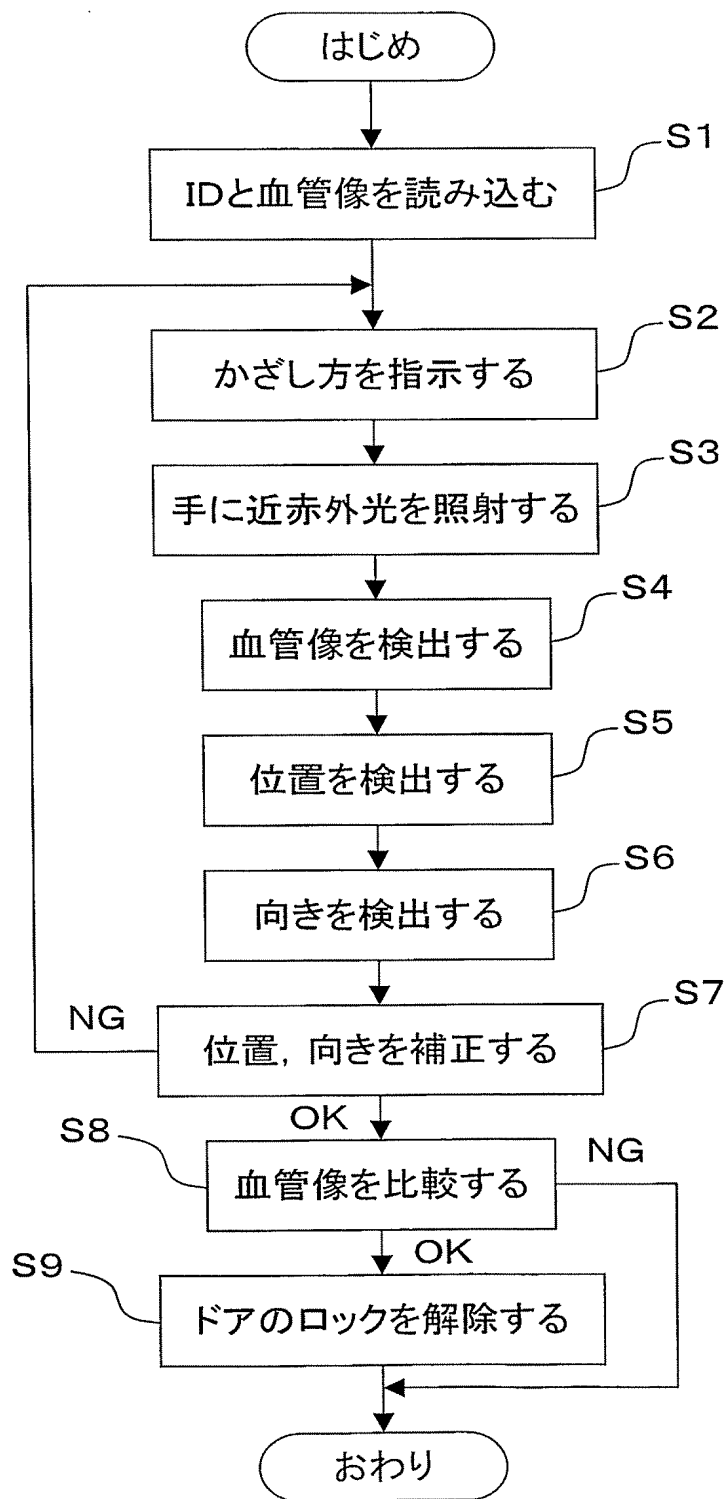 はじめ
S1
IDと血管像を読み込む
S2
かざし方を指示する
S3
手に近赤外光を照射する
S4
血管像を検出する
S5
位置を検出する
S6
向きを検出する
S7
NG
位置，向きを補正する
OK
S8
NG
血管像を比較する
OK
S9
ドアのロックを解除する
おわり